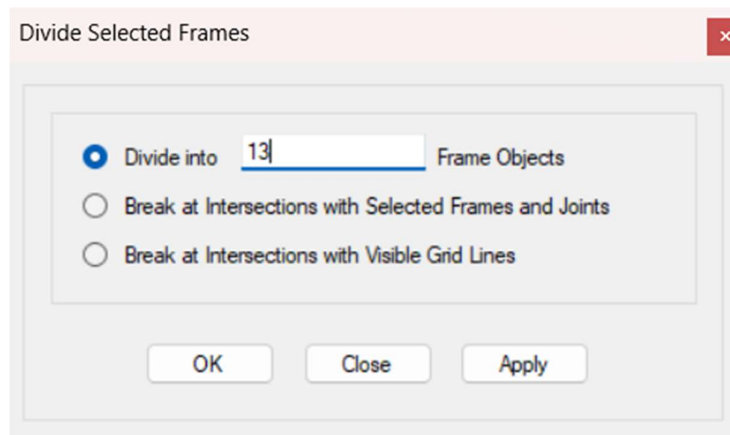 Divide Selected Frames
Divide into 13 Frame Objects
Break at Intersections with Selected Frames and Joints
Break at Intersections with Visible Grid Lines
OK Close Apply